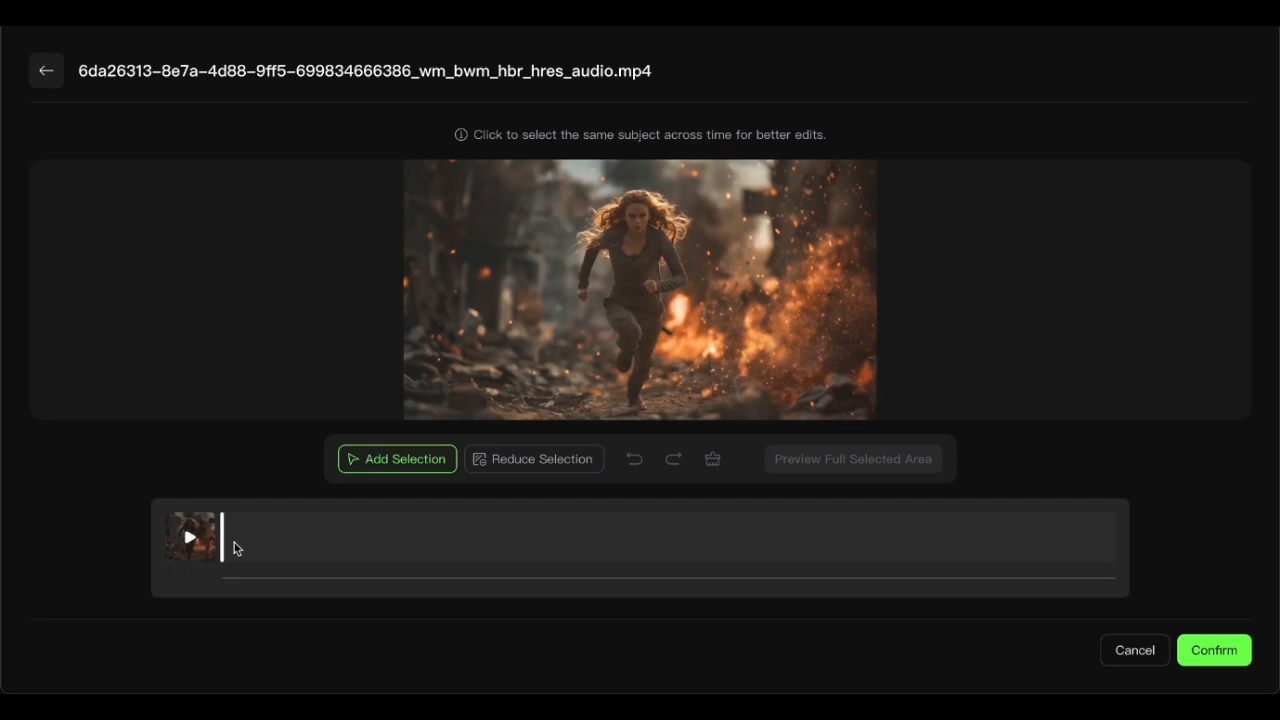 6da26313-8e7a-4d88-9ff5-699834666386_wm_bwm_hbr_hres_audio.mp4
Click to select the same subject across time for better edits.
Add Selection
Reduce Selection
Preview Full Selected Area
Cancel
Confirm